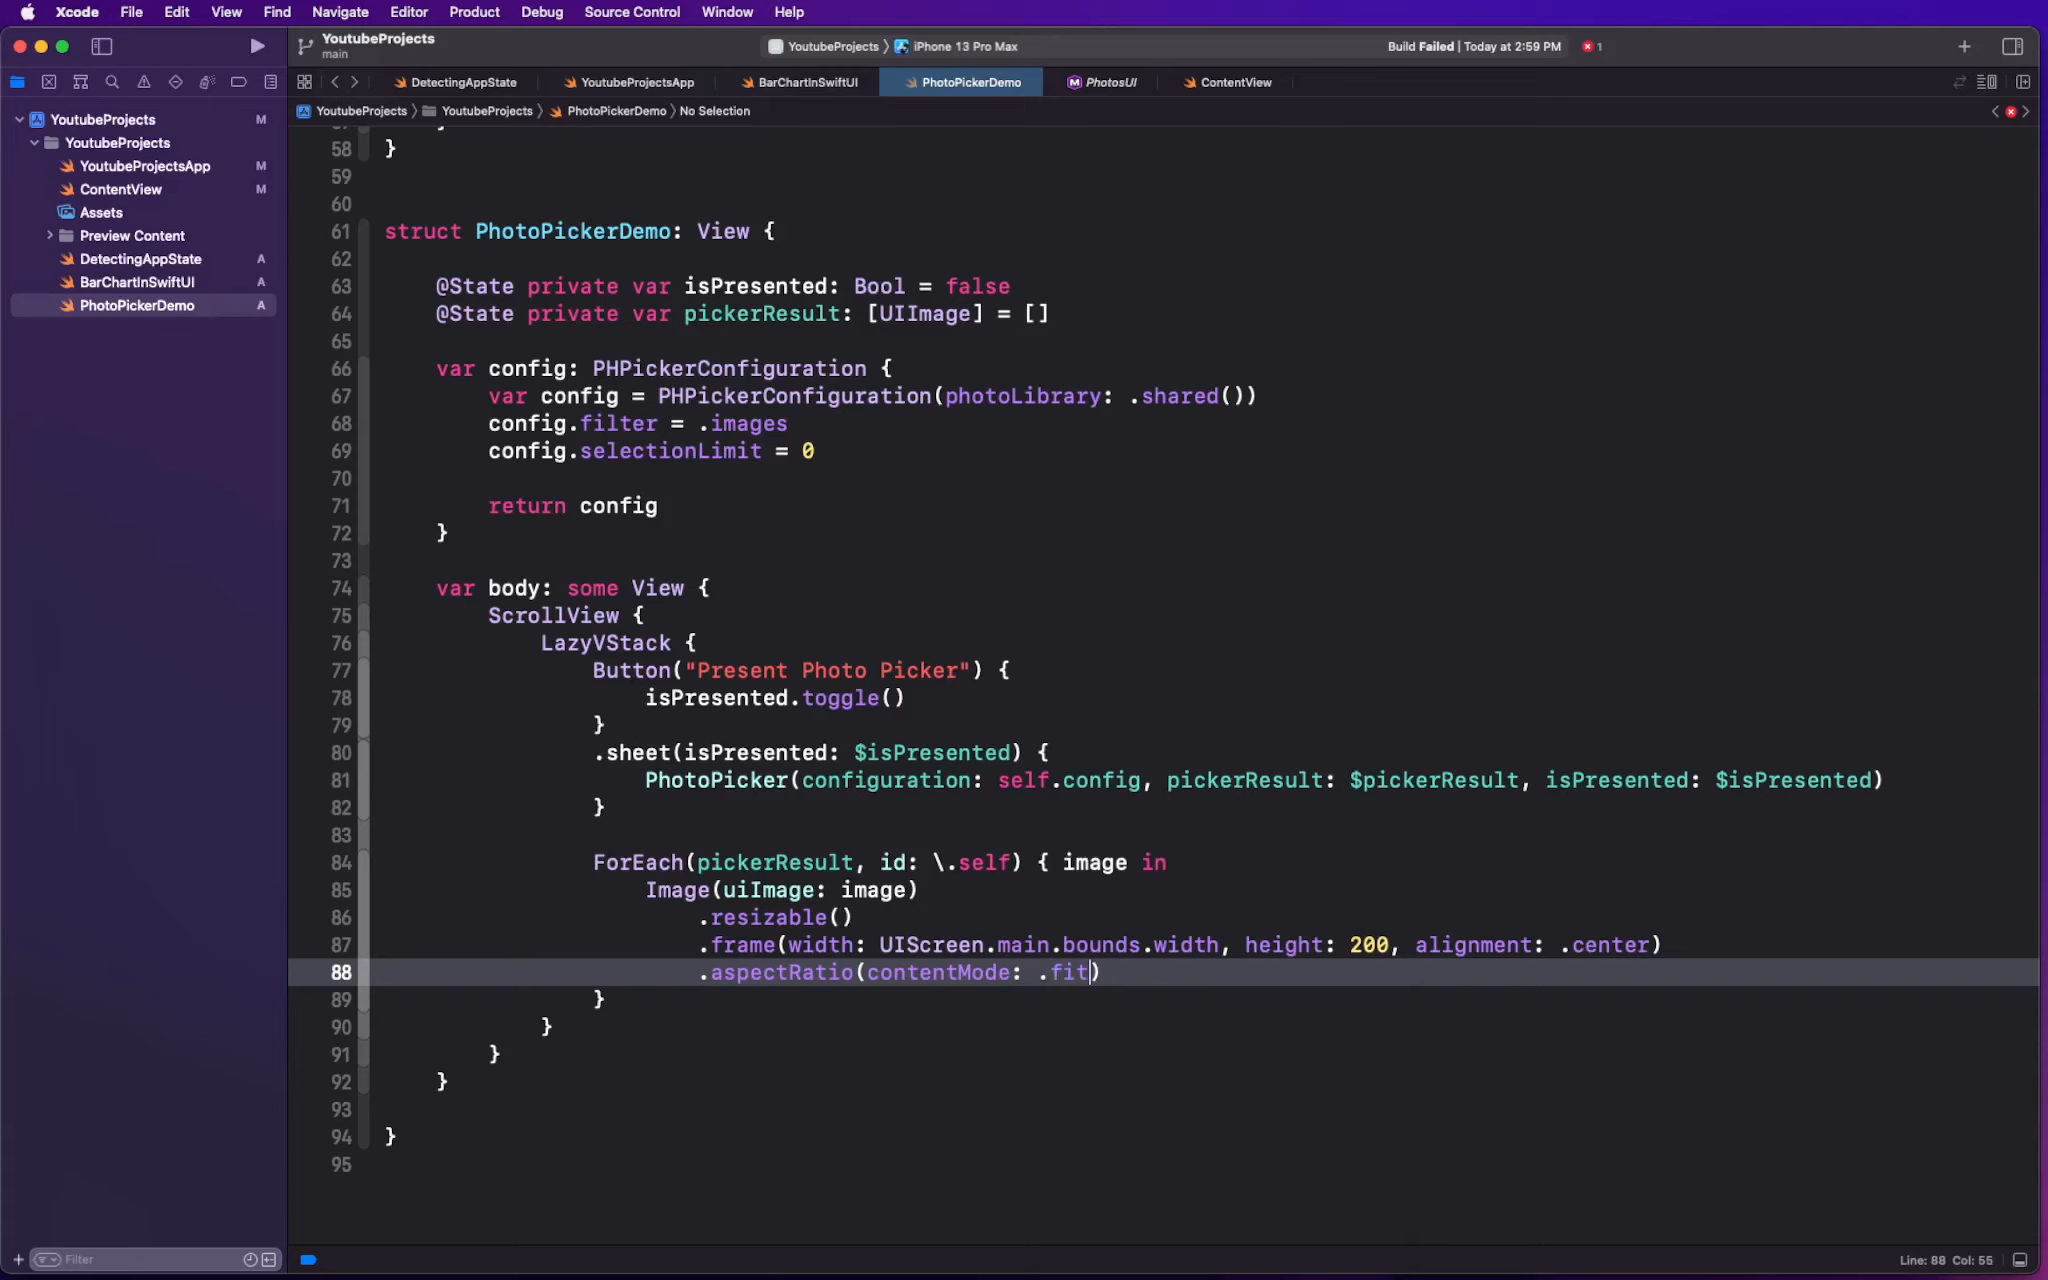 Xcode File Edit View Find Navigate Editor Product Debug Source Control Window Help
YoutubeProjects
main
YoutubeProjects 〉 iPhone 13 Pro Max
Build Failed | Today at 2:59 PM
1
DetectingAppState YoutubeProjectsApp BarChartInSwiftUI PhotoPickerDemo PhotosUI ContentView
YoutubeProjects 〉 YoutubeProjects 〉 PhotoPickerDemo 〉 No Selection
YoutubeProjects M
YoutubeProjects
YoutubeProjectsApp M
ContentView M
Assets
Preview Content
DetectingAppState A
BarChartInSwiftUI A
PhotoPickerDemo A
58 }
59
60
61 struct PhotoPickerDemo: View {
62
63 @State private var isPresented: Bool = false
64 @State private var pickerResult: [UIImage] = []
65
66 var config: PHPickerConfiguration {
67 var config = PHPickerConfiguration(photoLibrary: .shared())
68 config.filter = .images
69 config.selectionLimit = 0
70
71 return config
72 }
73
74 var body: some View {
75 ScrollView {
76 LazyVStack {
77 Button("Present Photo Picker") {
78 isPresented.toggle()
79 }
80 .sheet(isPresented: $isPresented) {
81 PhotoPicker(configuration: self.config, pickerResult: $pickerResult, isPresented: $isPresented)
82 }
83
84 ForEach(pickerResult, id: \.self) { image in
85 Image(uiImage: image)
86 .resizable()
87 .frame(width: UIScreen.main.bounds.width, height: 200, alignment: .center)
88 .aspectRatio(contentMode: .fit)
89 }
90 }
91 }
92 }
93
94 }
95
Filter
Line: 88 Col: 55